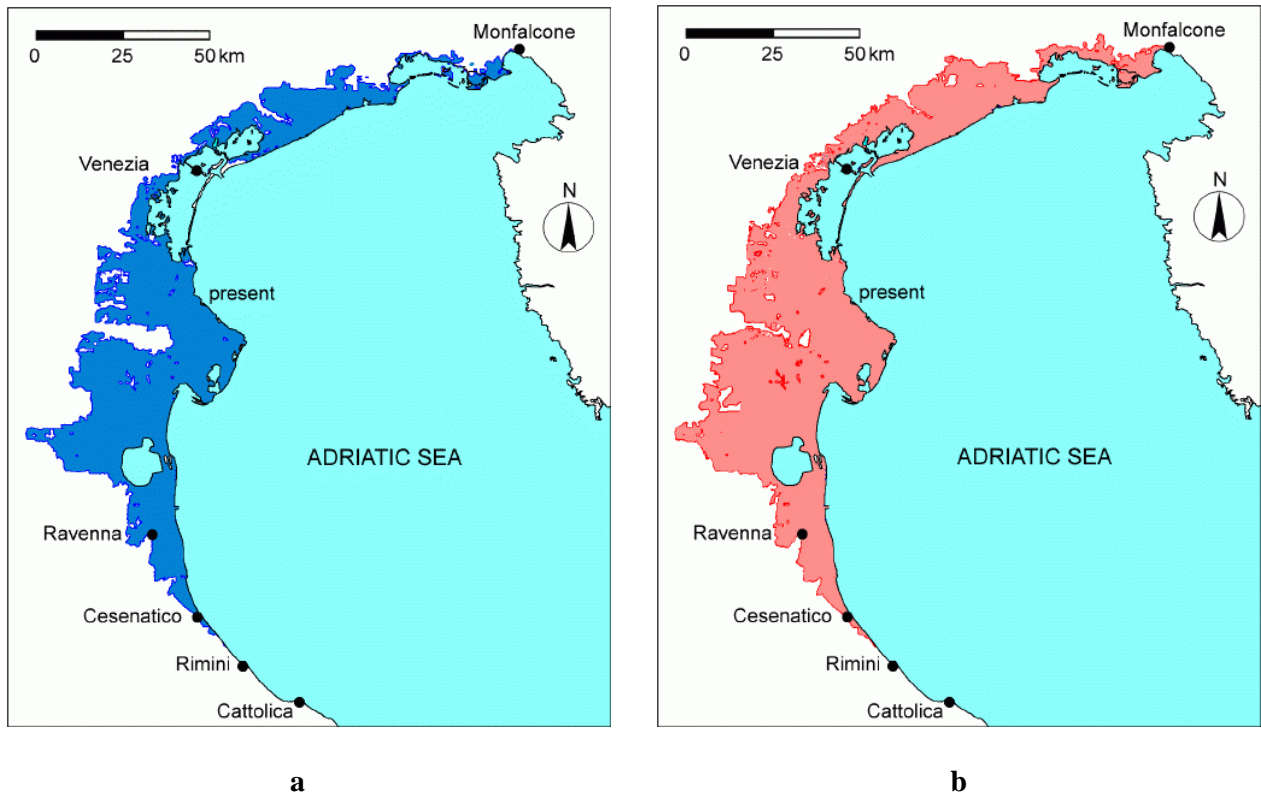 0 25 50 km
Monfalcone
Venezia
N
present
ADRIATIC SEA
Ravenna
Cesenatico
Rimini
Cattolica
a
0 25 50 km
Monfalcone
Venezia
N
present
ADRIATIC SEA
Ravenna
Cesenatico
Rimini
Cattolica
b